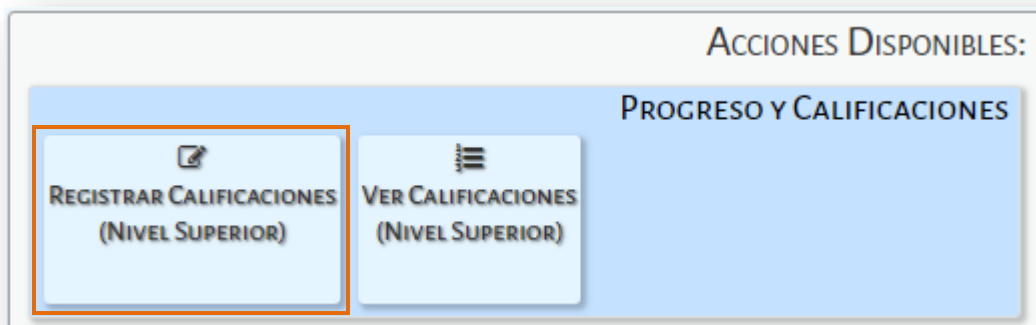 Acciones Disponibles:
Progreso y Calificaciones
Registrar Calificaciones
(Nivel Superior)
Ver Calificaciones
(Nivel Superior)